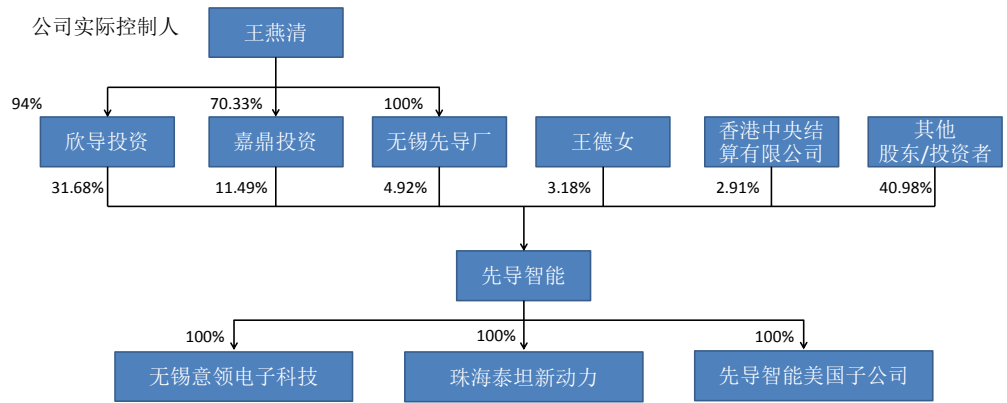 公司实际控制人
王燕清
94%
70.33%
100%
欣导投资
嘉鼎投资
无锡先导厂
王德女
香港中央结
算有限公司
其他
股东/投资者
31.68%
11.49%
4.92%
3.18%
2.91%
40.98%
先导智能
100%
100%
100%
无锡意领电子科技
珠海泰坦新动力
先导智能美国子公司